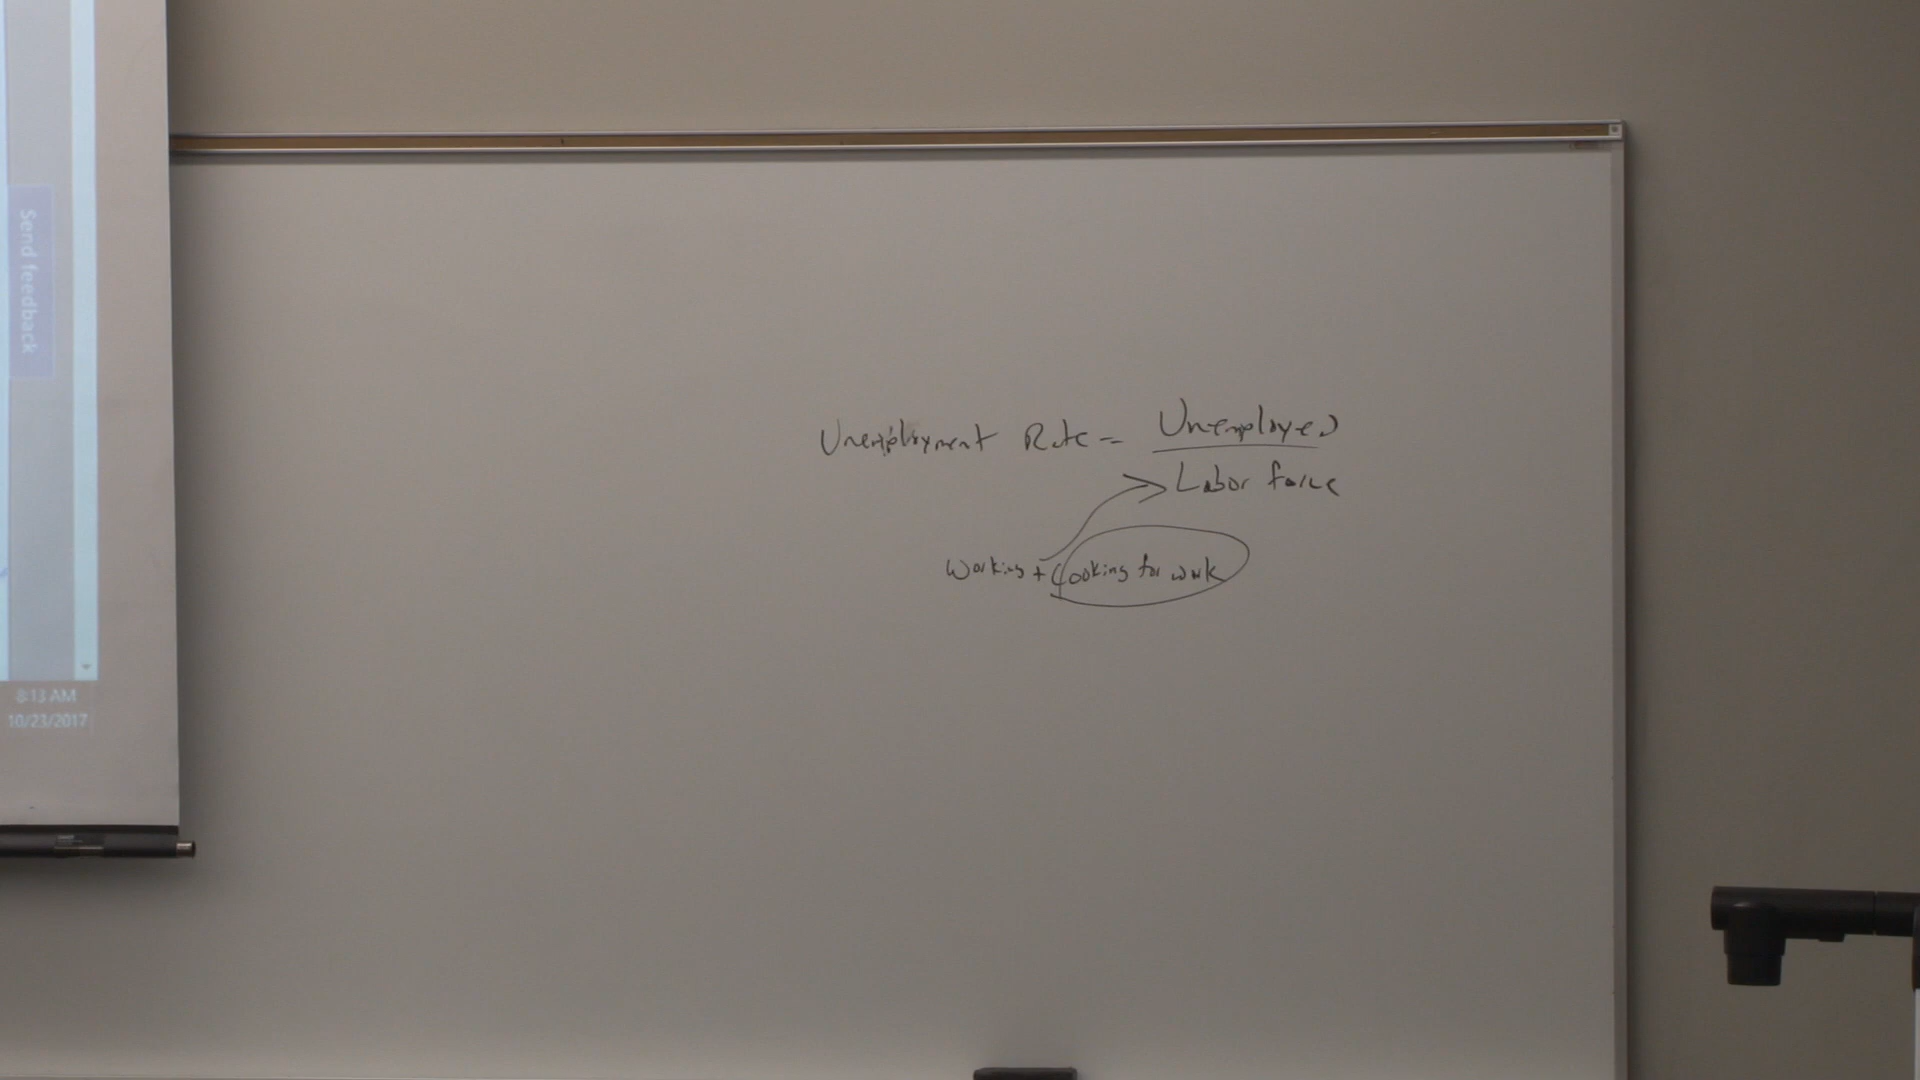 Send feedback
8:13 AM
10/23/2017
Unemployment Rate = Unemployed
Labor force
Working + Looking for work